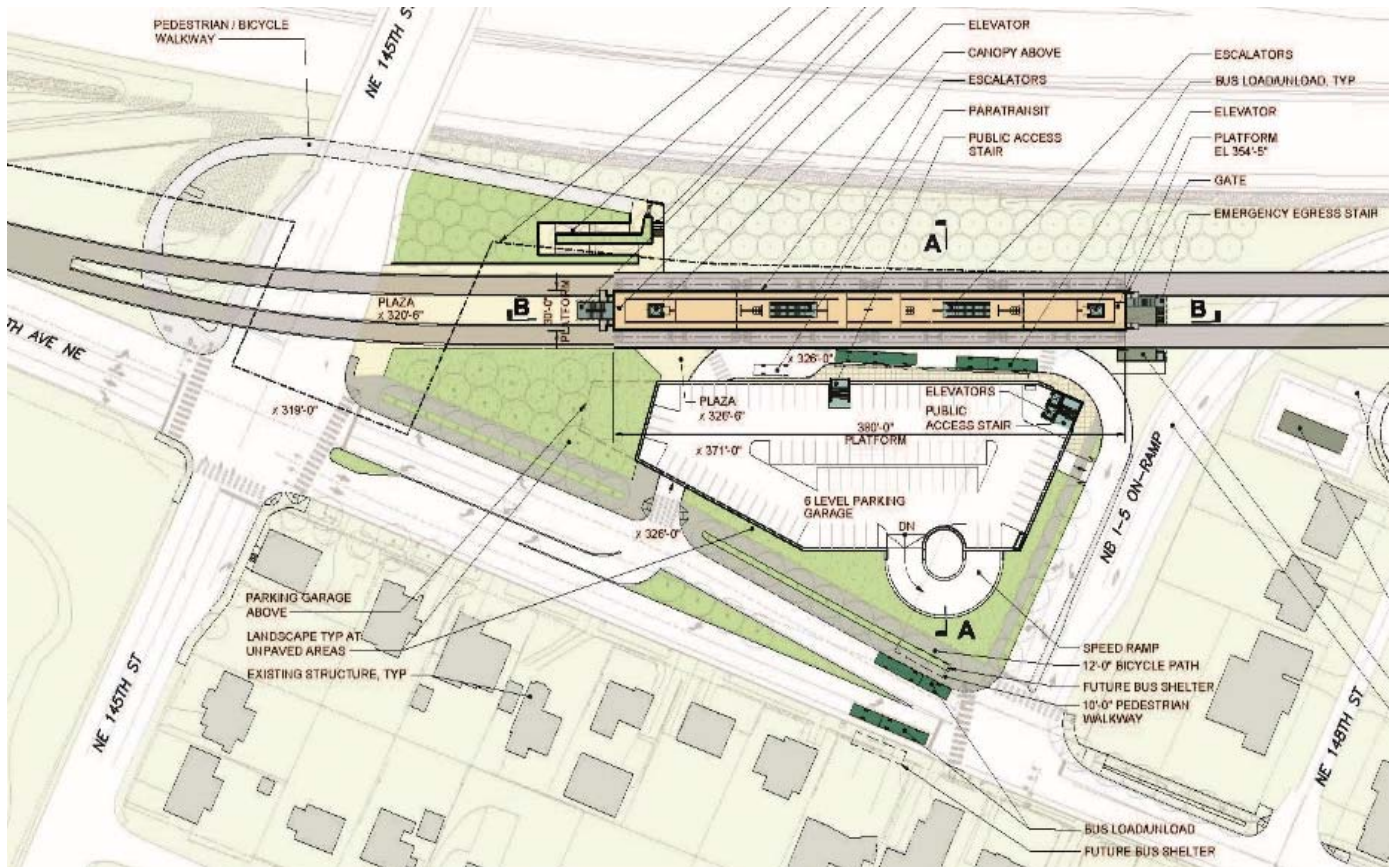 PEDESTRIAN / BICYCLE
WALKWAY
NE 145TH ST
ELEVATOR
CANOPY ABOVE
ESCALATORS
PARATRANSIT
PUBLIC ACCESS
STAIR
ESCALATORS
BUS LOAD/UNLOAD, TYP
ELEVATOR
PLATFORM
EL 354'-5"
GATE
EMERGENCY EGRESS STAIR
A
B
PLAZA
x 320'-6"
30'-0"
PLATFORM
B
TH AVE NE
x 326'-0"
x 319'-0"
PLAZA
x 326'-6"
ELEVATORS
PUBLIC
ACCESS STAIR
380'-0"
PLATFORM
x 371'-0"
6 LEVEL PARKING
GARAGE
DN
x 326'-0"
NB I-5 ON-RAMP
PARKING GARAGE
ABOVE
LANDSCAPE TYP AT
UNPAVED AREAS
EXISTING STRUCTURE, TYP
A
SPEED RAMP
12'-0" BICYCLE PATH
FUTURE BUS SHELTER
10'-0" PEDESTRIAN
WALKWAY
NE 145TH ST
NE 148TH ST
BUS LOAD/UNLOAD
FUTURE BUS SHELTER